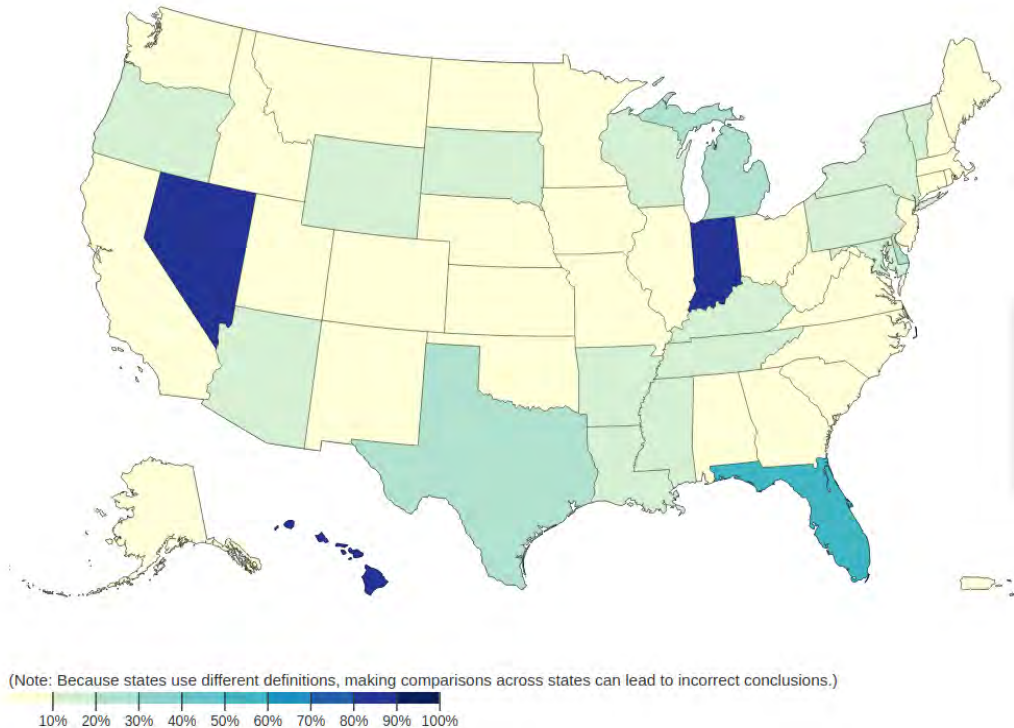 (Note: Because states use different definitions, making comparisons across states can lead to incorrect conclusions.)
10% 20% 30% 40% 50% 60% 70% 80% 90% 100%